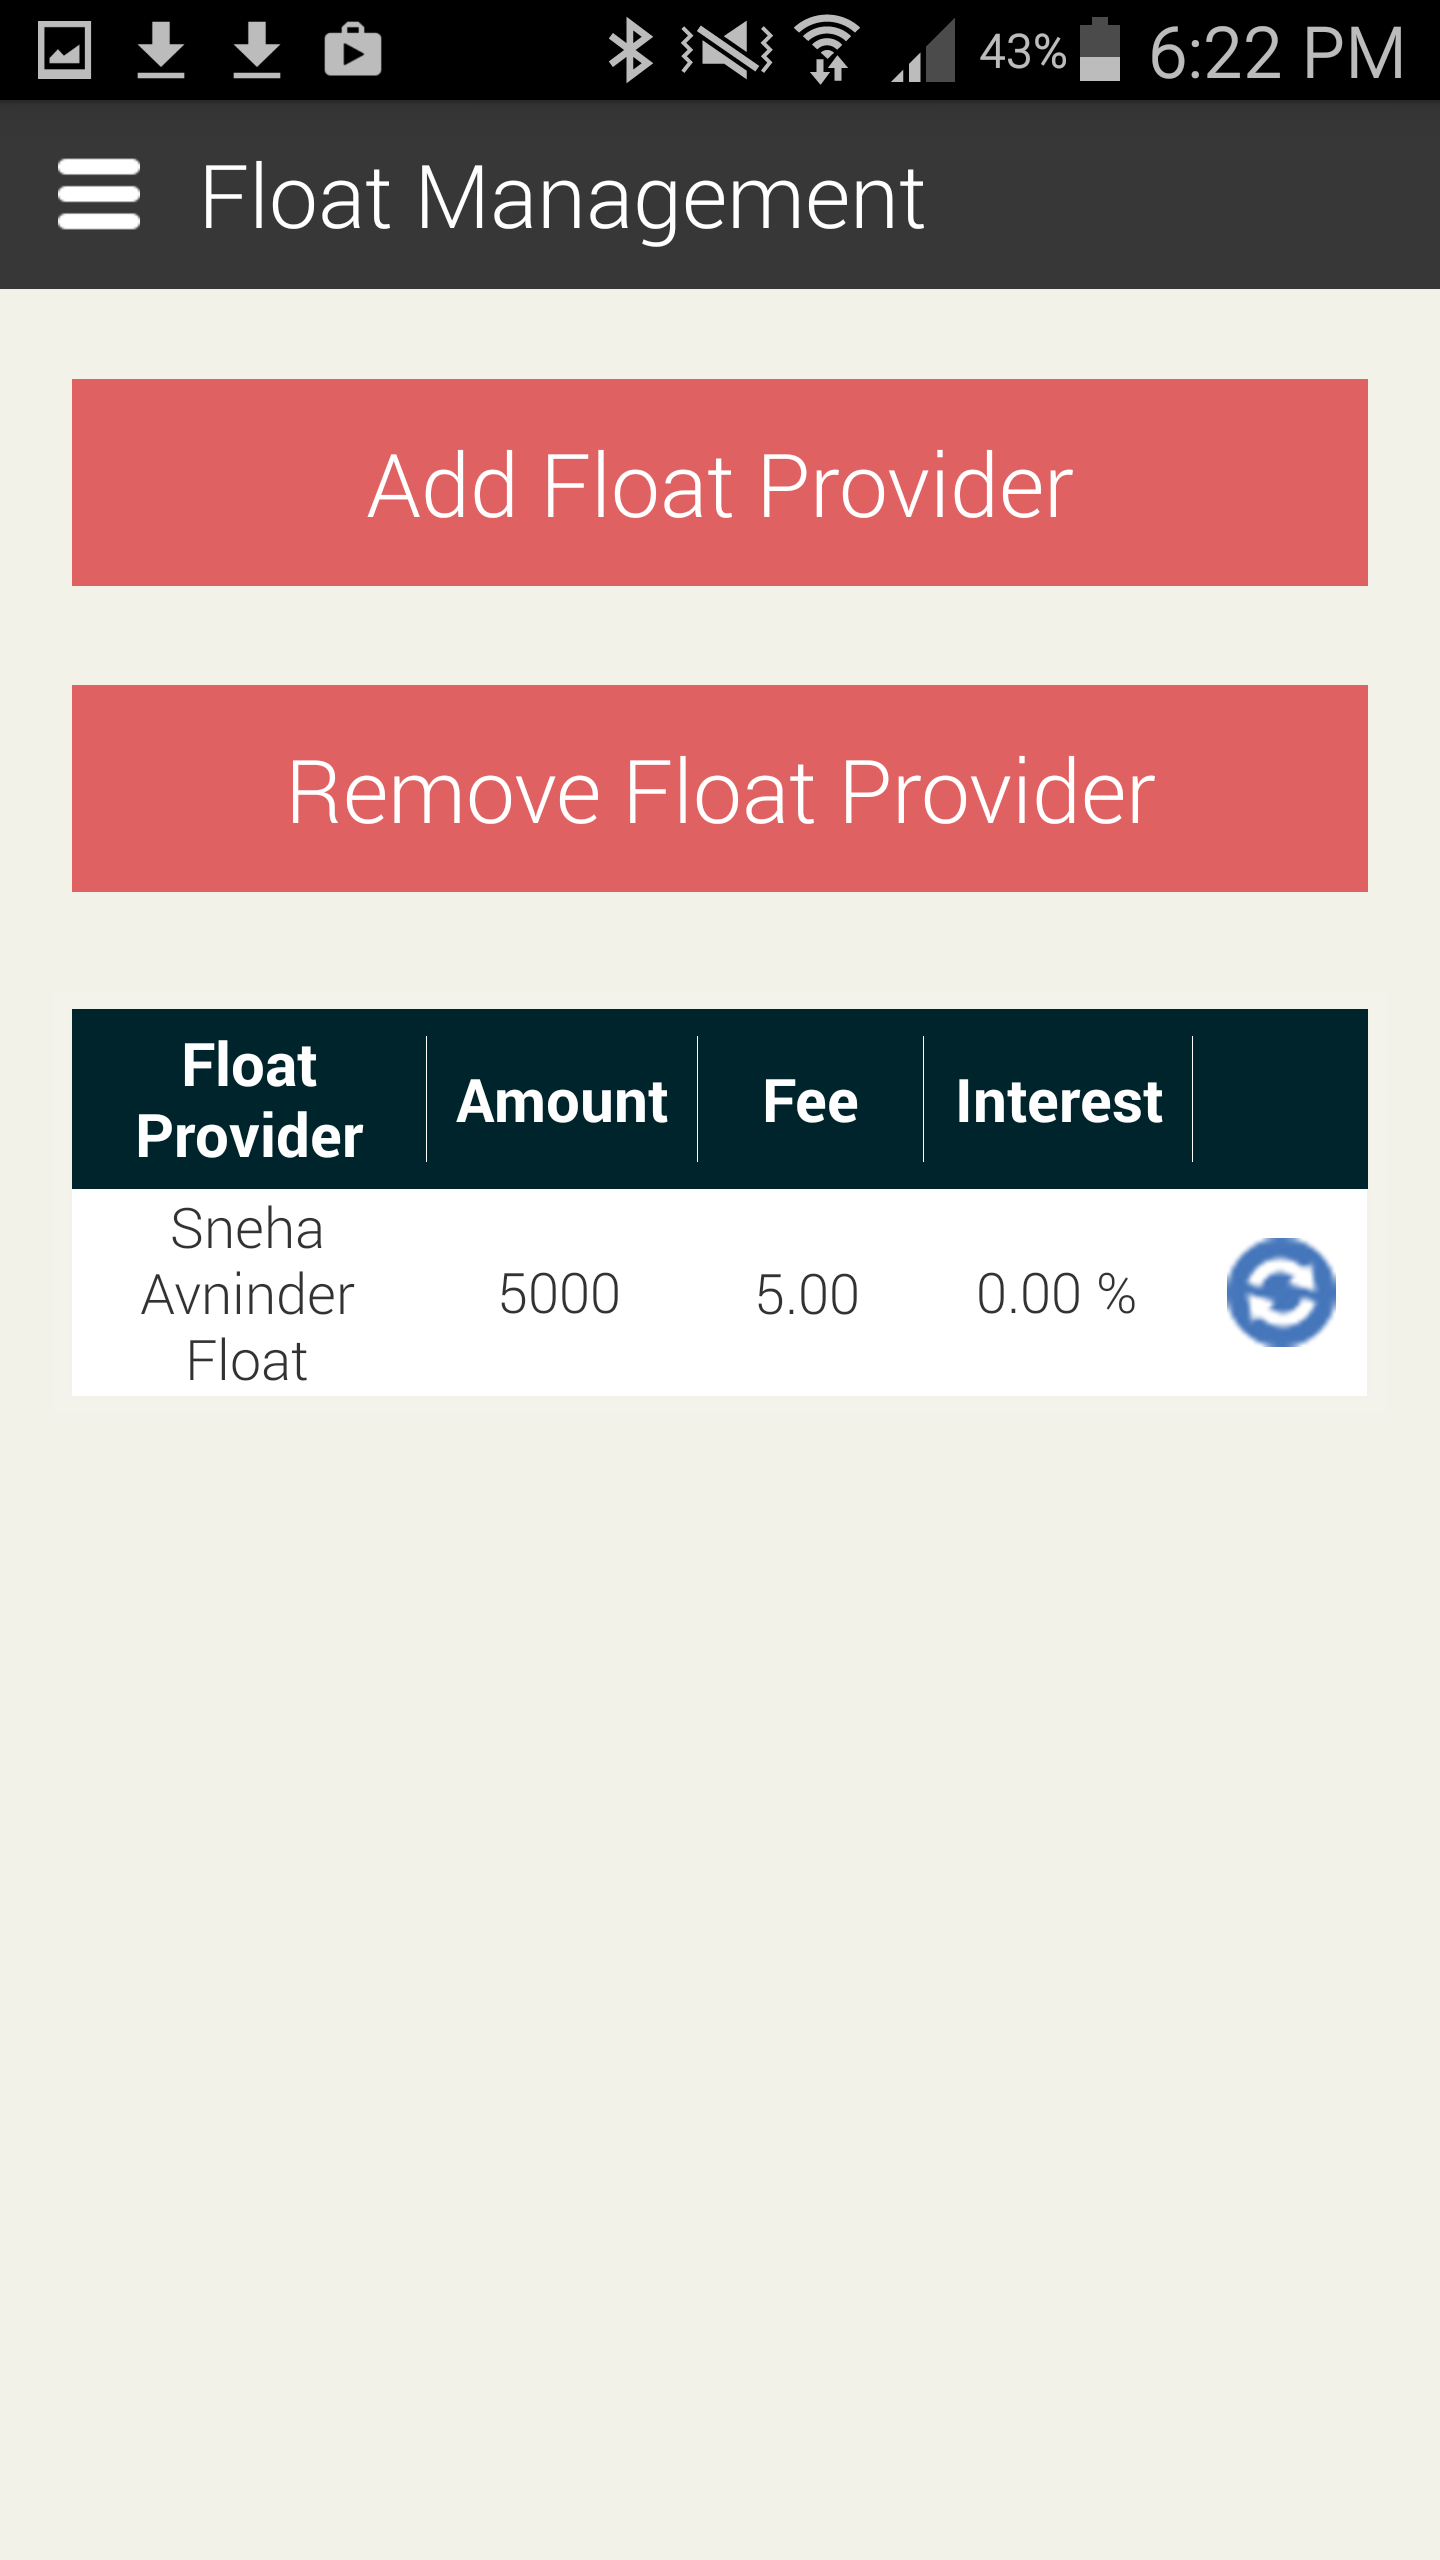 43% 6:22 PM
Float Management
Add Float Provider
Remove Float Provider
Float
Provider
Amount
Fee
Interest
Sneha
Avninder
Float
5000
5.00
0.00 %